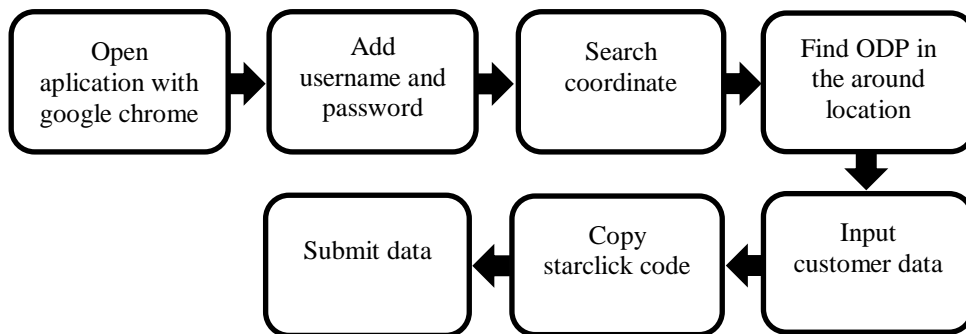 Open
aplication with
google chrome
Add
username and
password
Search
coordinate
Find ODP in
the around
location
Input
customer data
Copy
starclick code
Submit data